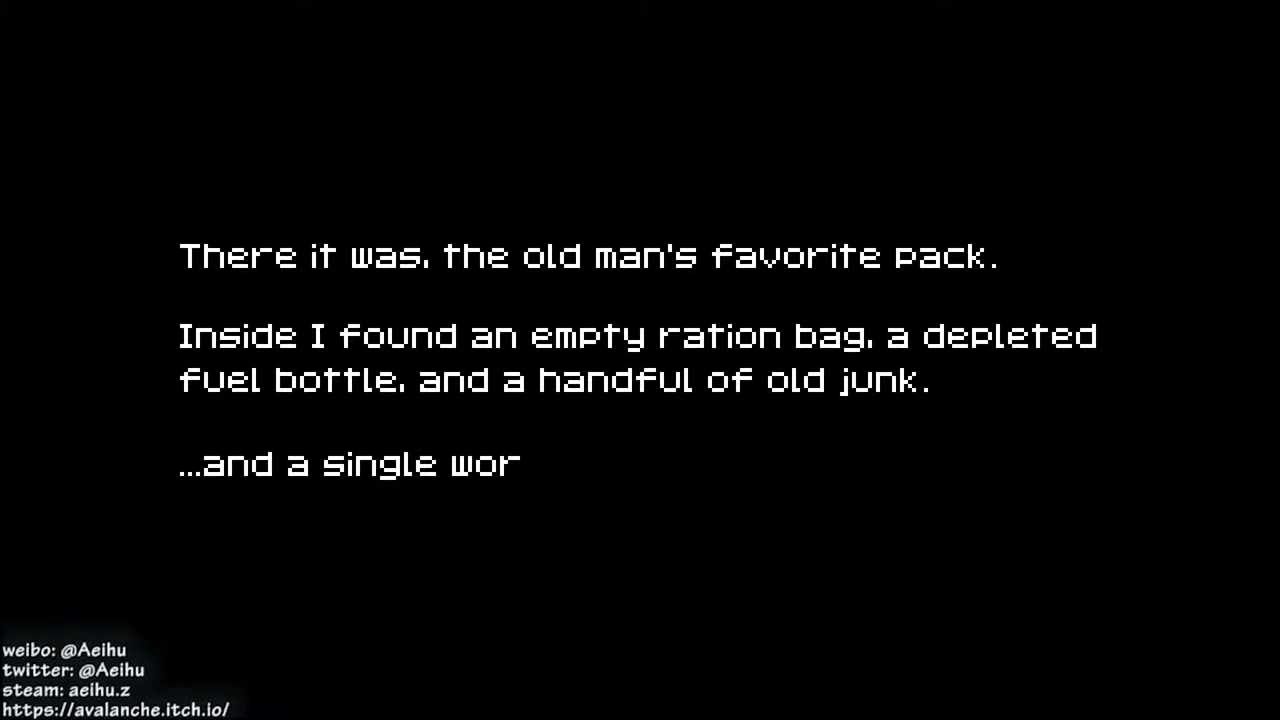 There it was, the old man's favorite pack.
Inside I found an empty ration bag, a depleted
fuel bottle, and a handful of old junk.
...and a single wor
weibo: @Aeihu
twitter: @Aeihu
steam: aeihu.z
https://avalanche.itch.io/